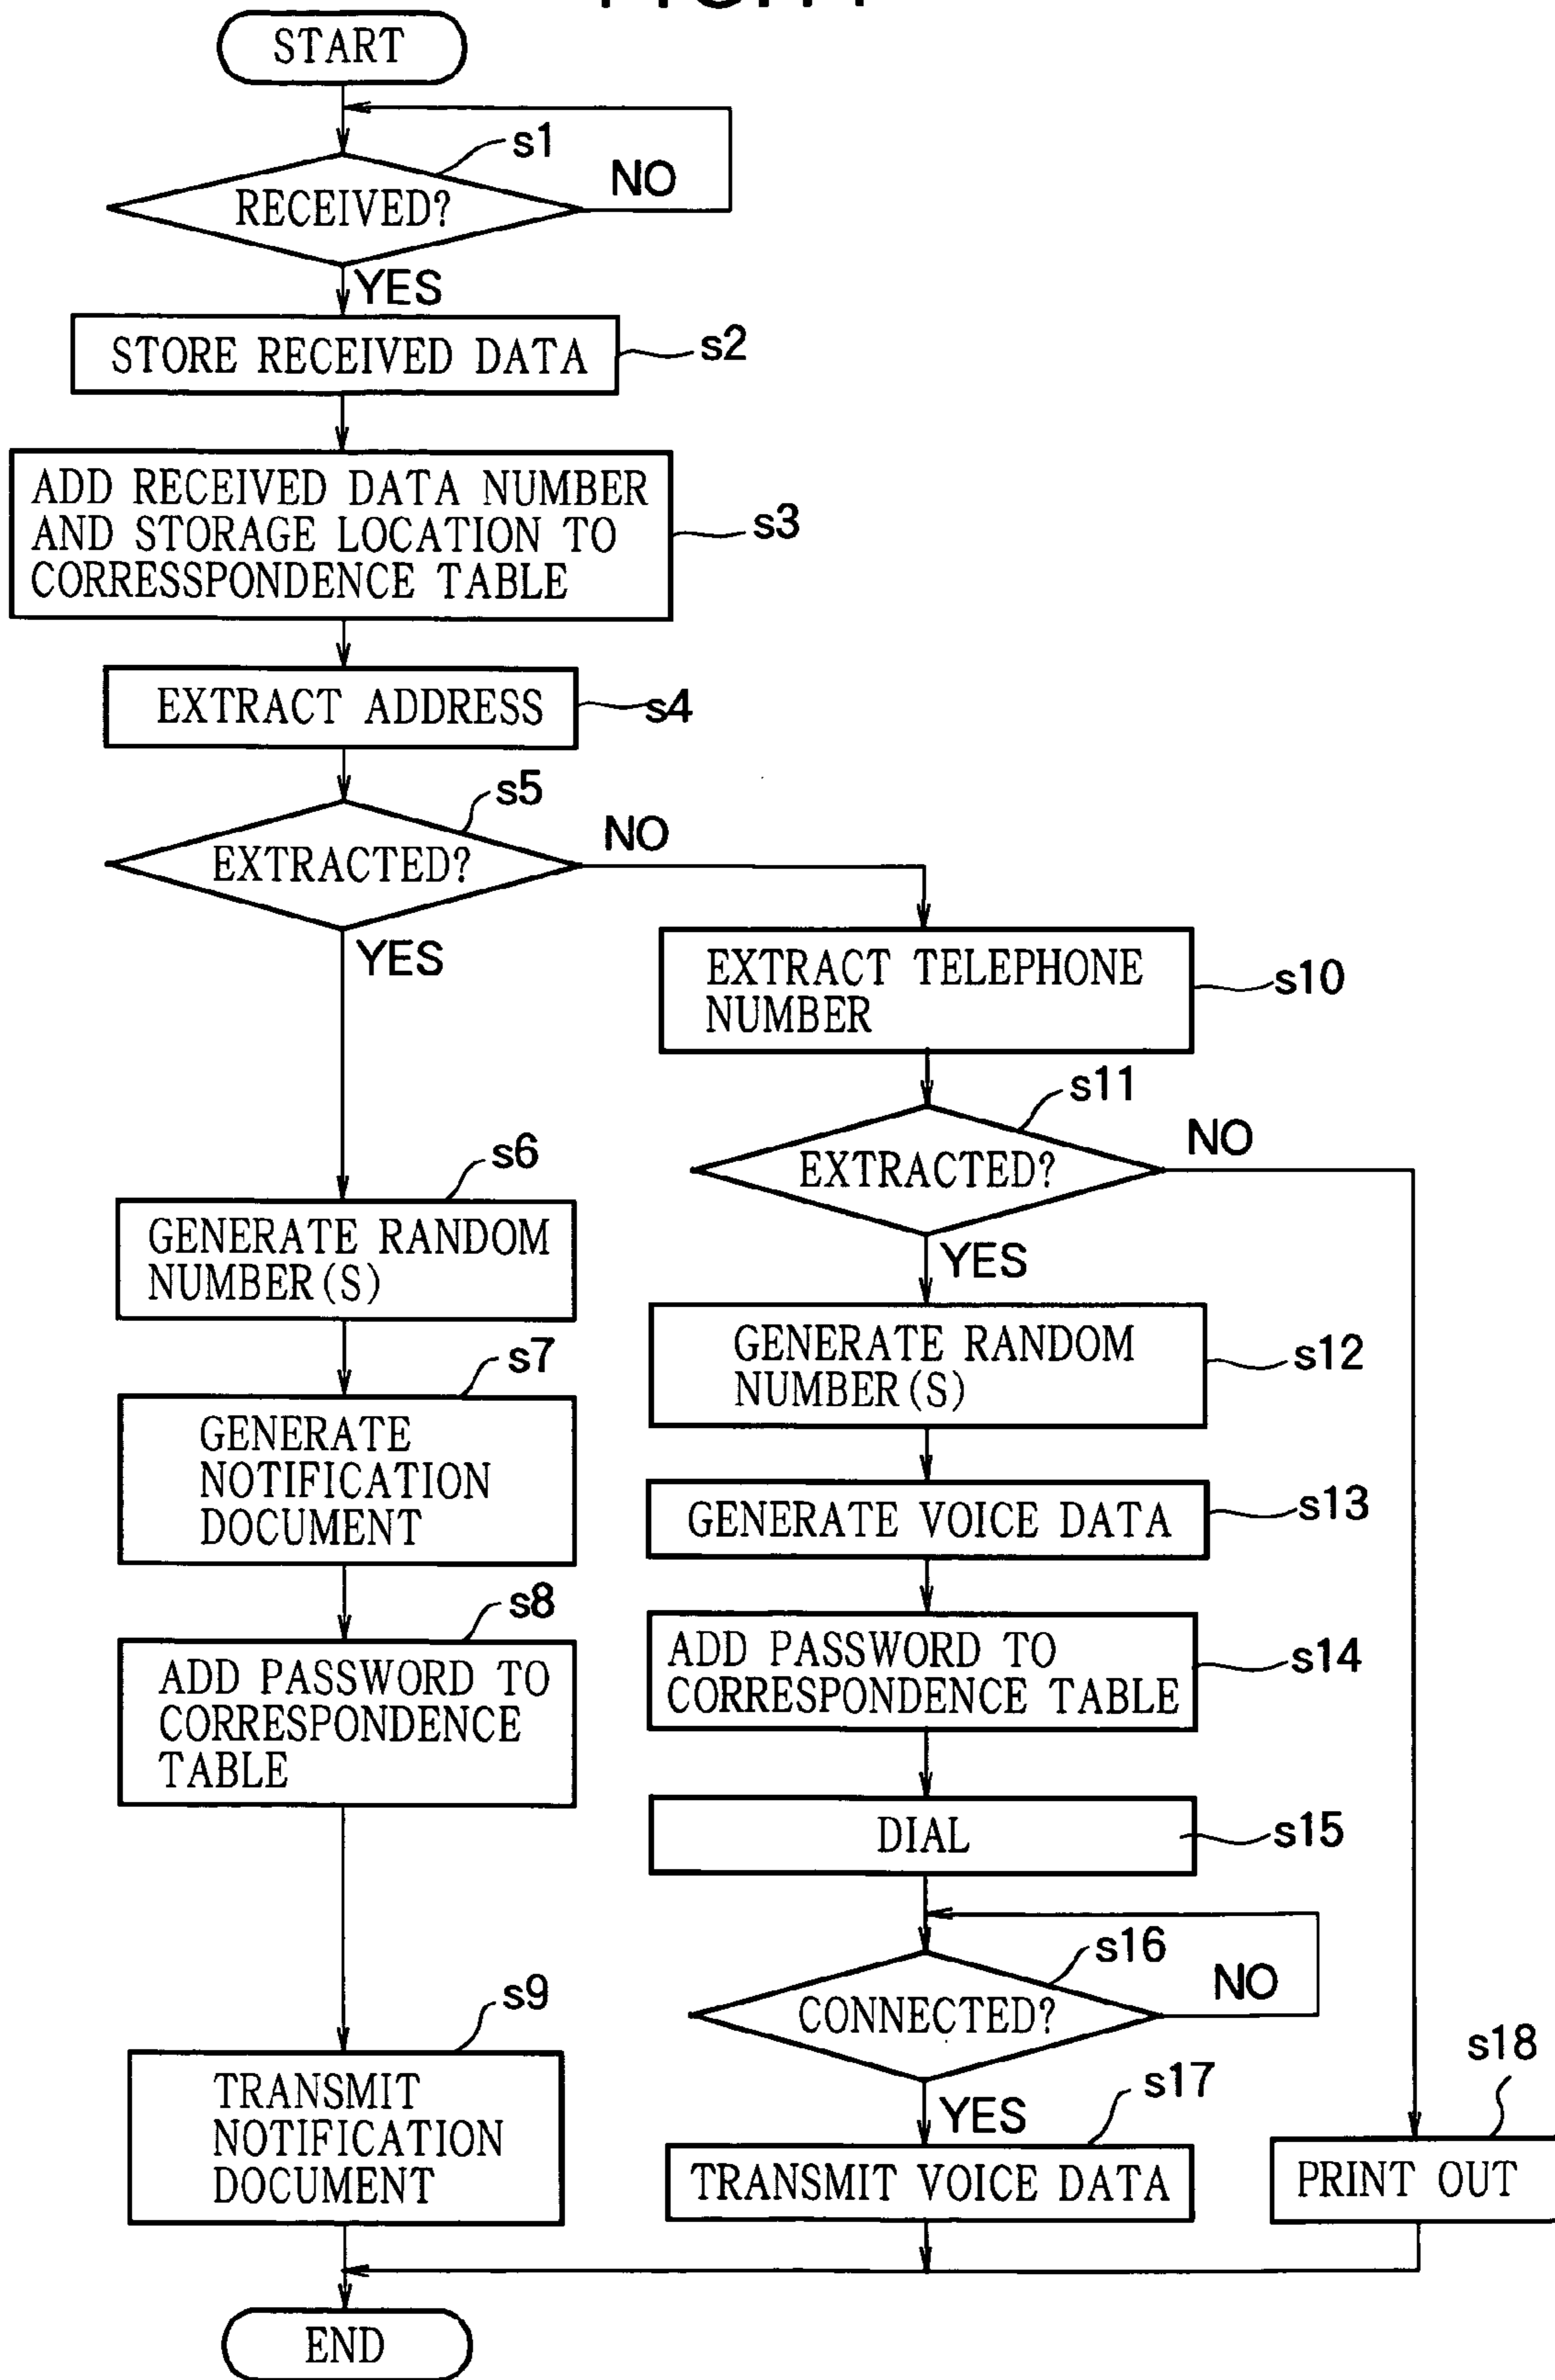 START
s1
RECEIVED?
NO
YES
STORE RECEIVED DATA
s2
ADD RECEIVED DATA NUMBER
AND STORAGE LOCATION TO
CORRESSPONDENCE TABLE
s3
EXTRACT ADDRESS
s4
s5
EXTRACTED?
NO
YES
EXTRACT TELEPHONE
NUMBER
s10
s11
EXTRACTED?
NO
YES
s6
GENERATE RANDOM
NUMBER(S)
s7
GENERATE
NOTIFICATION
DOCUMENT
s8
ADD PASSWORD TO
CORRESPONDENCE
TABLE
s9
TRANSMIT
NOTIFICATION
DOCUMENT
GENERATE RANDOM
NUMBER(S)
s12
GENERATE VOICE DATA
s13
ADD PASSWORD TO
CORRESPONDENCE TABLE
s14
DIAL
s15
s16
CONNECTED?
NO
YES
s17
TRANSMIT VOICE DATA
s18
PRINT OUT
END